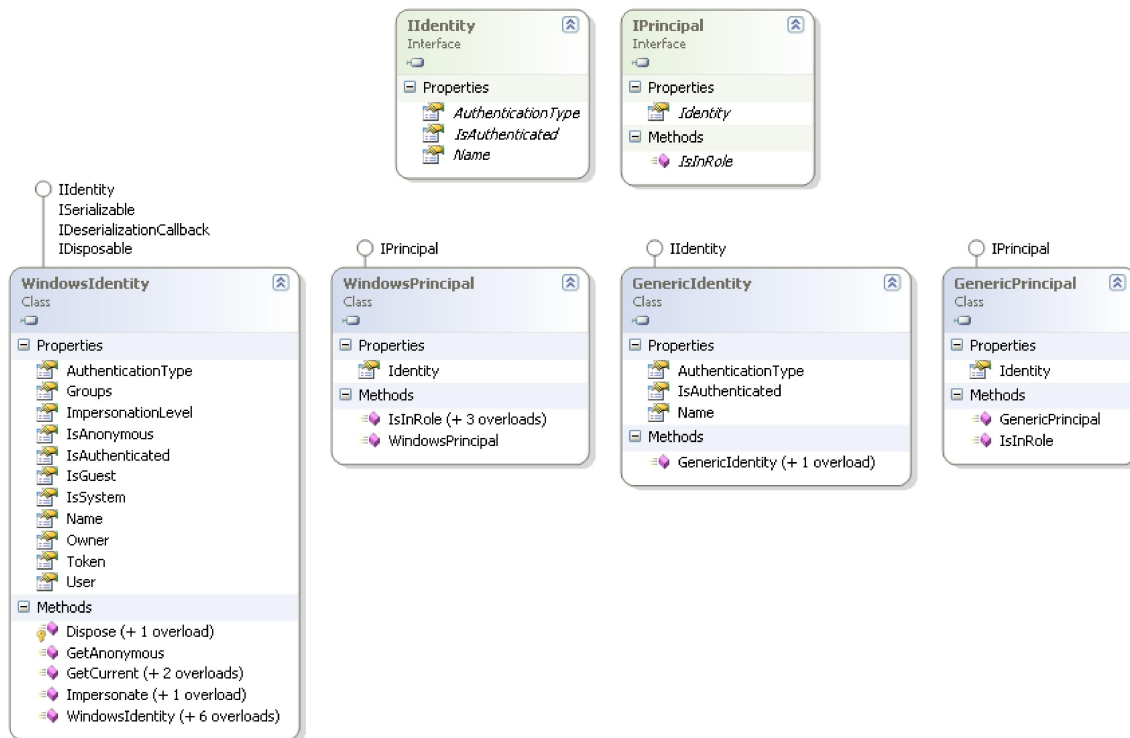 IIdentity
Interface
Properties
AuthenticationType
IsAuthenticated
Name
IPrincipal
Interface
Properties
Identity
Methods
IsInRole
IIdentity
ISerializable
IDeserializationCallback
IDisposable
WindowsIdentity
Class
Properties
AuthenticationType
Groups
ImpersonationLevel
IsAnonymous
IsAuthenticated
IsGuest
IsSystem
Name
Owner
Token
User
Methods
Dispose (+ 1 overload)
GetAnonymous
GetCurrent (+ 2 overloads)
Impersonate (+ 1 overload)
WindowsIdentity (+ 6 overloads)
IPrincipal
WindowsPrincipal
Class
Properties
Identity
Methods
IsInRole (+ 3 overloads)
WindowsPrincipal
IIdentity
GenericIdentity
Class
Properties
AuthenticationType
IsAuthenticated
Name
Methods
GenericIdentity (+ 1 overload)
IPrincipal
GenericPrincipal
Class
Properties
Identity
Methods
GenericPrincipal
IsInRole